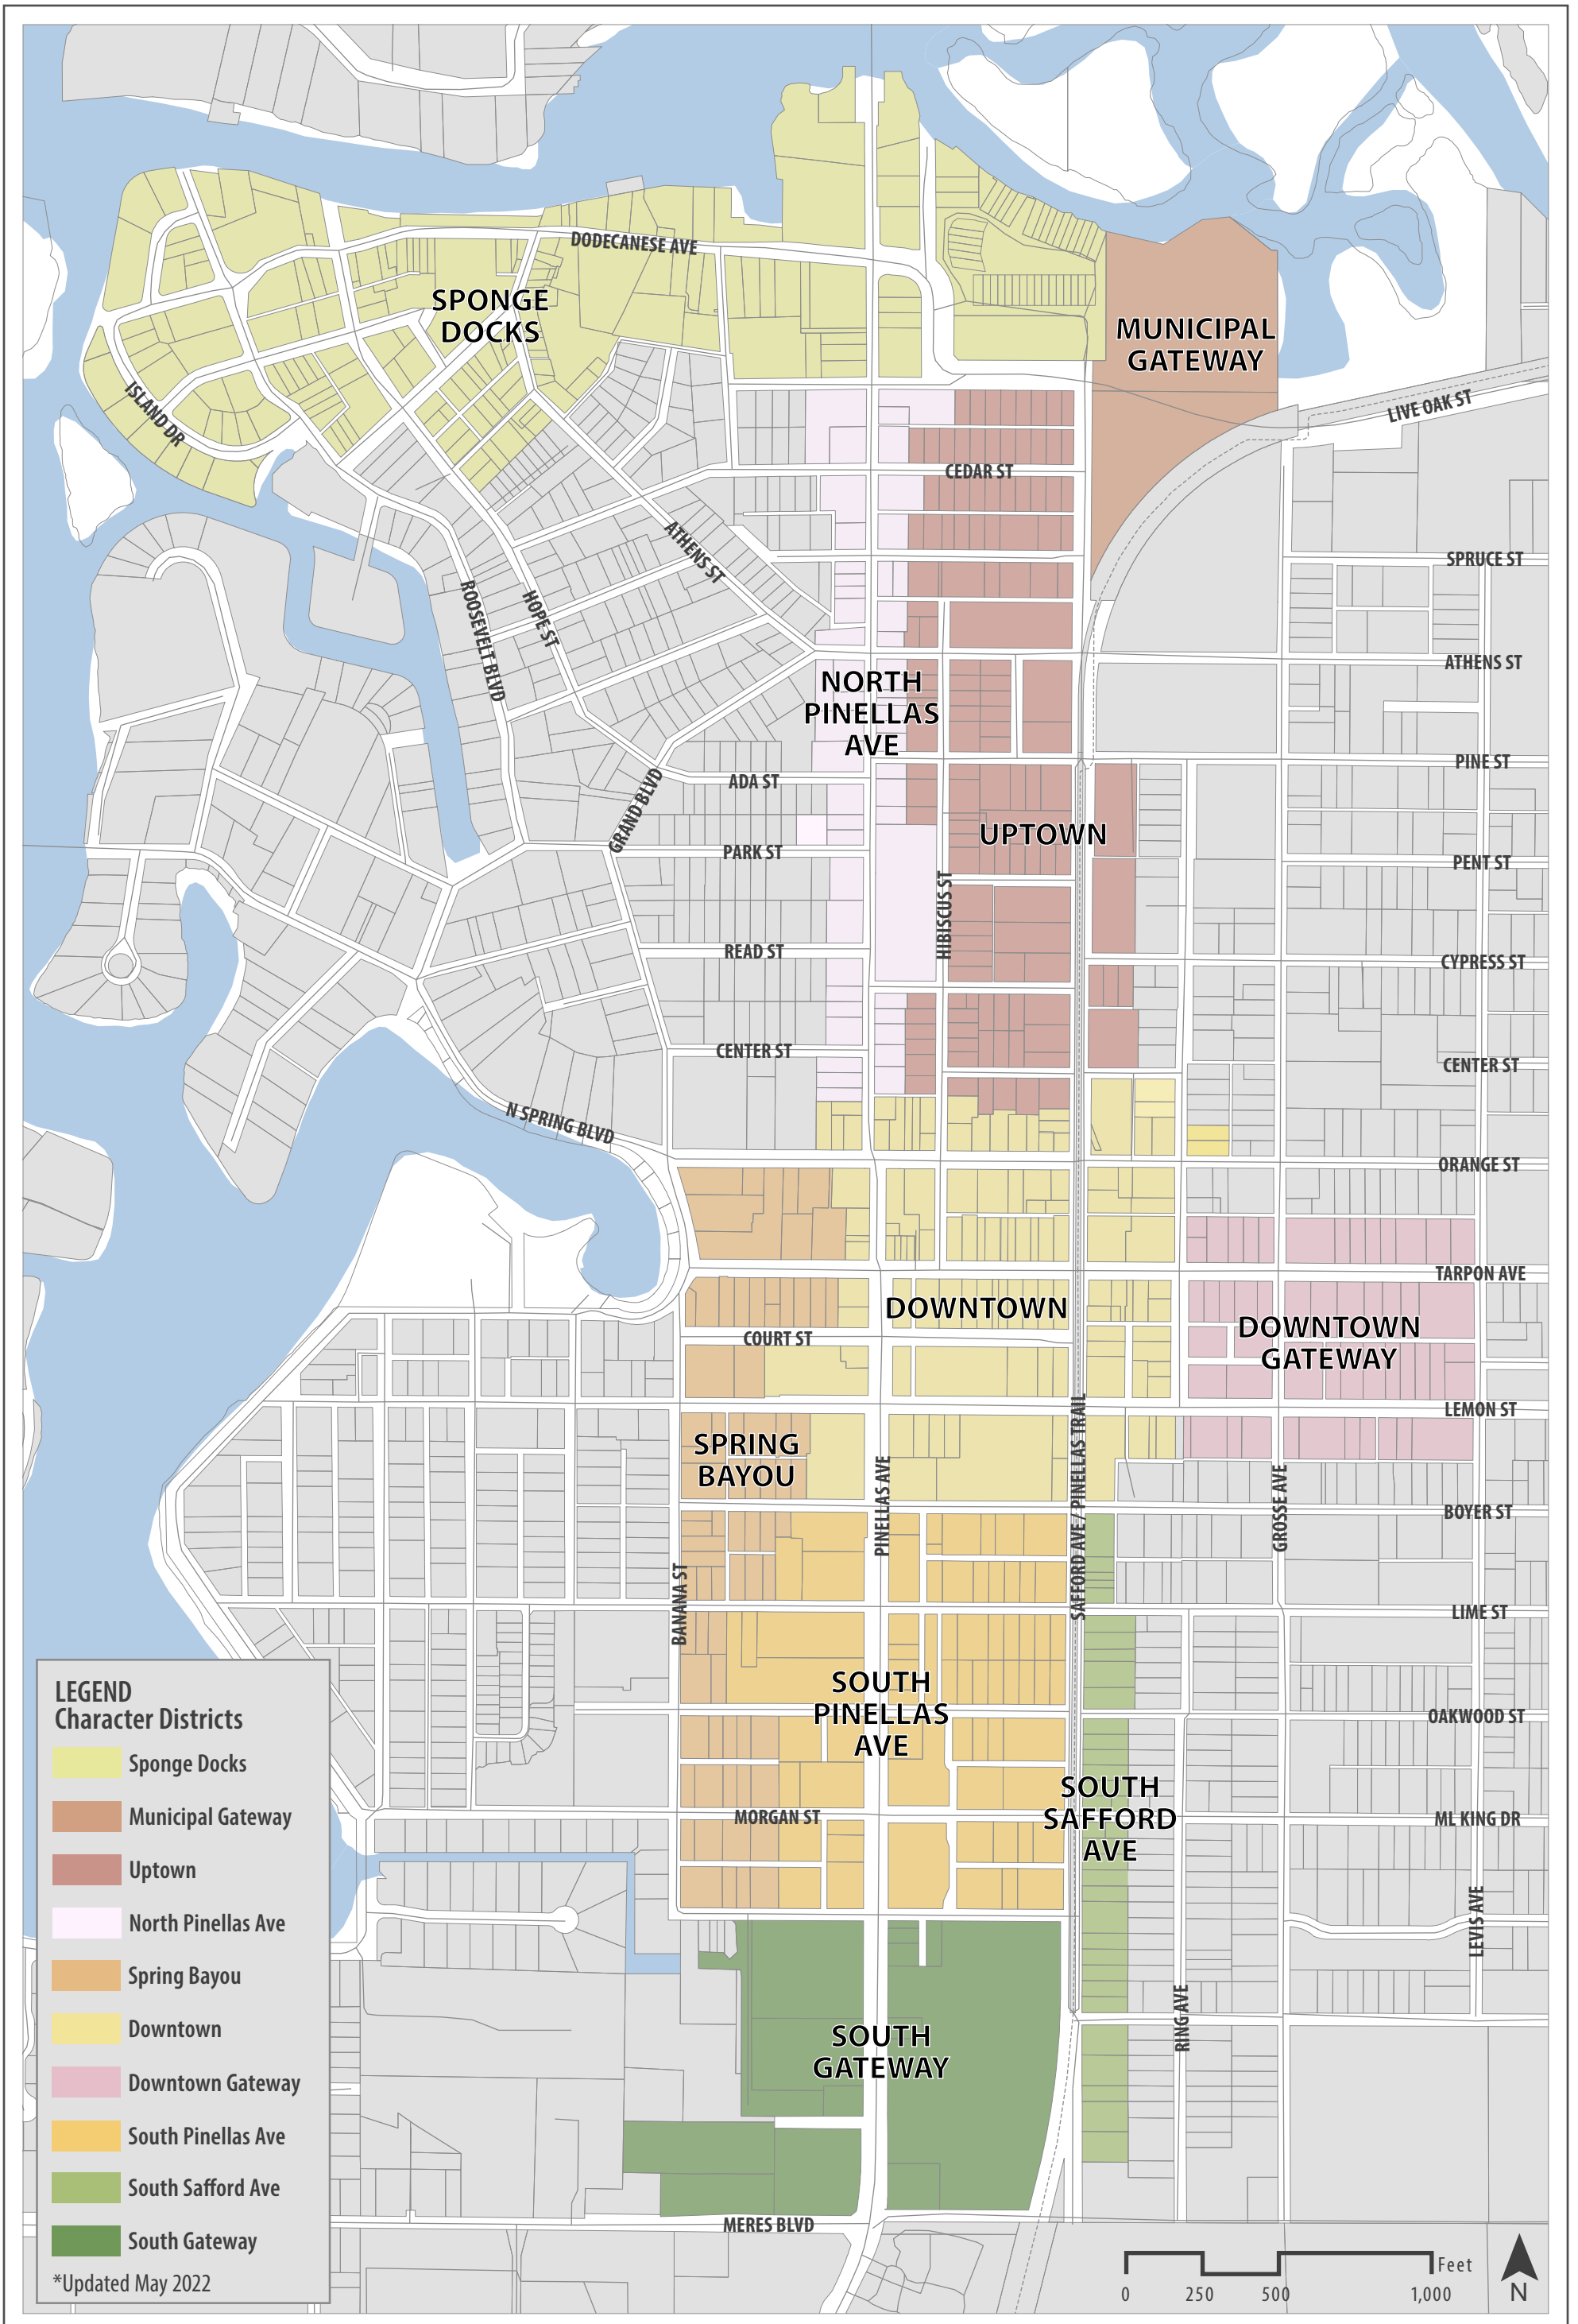 DODECANESE AVE
SPONGE
DOCKS
MUNICIPAL
GATEWAY
ISLAND DR
LIVE OAK ST
CEDAR ST
ATHENS ST
SPRUCE ST
ROOSEVELT BLVD
HOPE ST
ATHENS ST
NORTH
PINELLAS
AVE
PINE ST
ADA ST
GRAND BLVD
UPTOWN
PARK ST
PENT ST
HIBISCUS ST
READ ST
CYPRESS ST
CENTER ST
CENTER ST
N SPRING BLVD
ORANGE ST
TARPON AVE
DOWNTOWN
COURT ST
DOWNTOWN
GATEWAY
LEMON ST
SPRING
BAYOU
PINELLAS AVE
SAFFORD AVE / PINELLAS TRAIL
GROSSE AVE
BOYER ST
BANANA ST
LIME ST
SOUTH
PINELLAS
AVE
OAKWOOD ST
SOUTH
SAFFORD
AVE
MORGAN ST
ML KING DR
LEVIS AVE
RING AVE
SOUTH
GATEWAY
MERES BLVD
LEGEND
Character Districts
Sponge Docks
Municipal Gateway
Uptown
North Pinellas Ave
Spring Bayou
Downtown
Downtown Gateway
South Pinellas Ave
South Safford Ave
South Gateway
*Updated May 2022
Feet
0 250 500 1,000
N